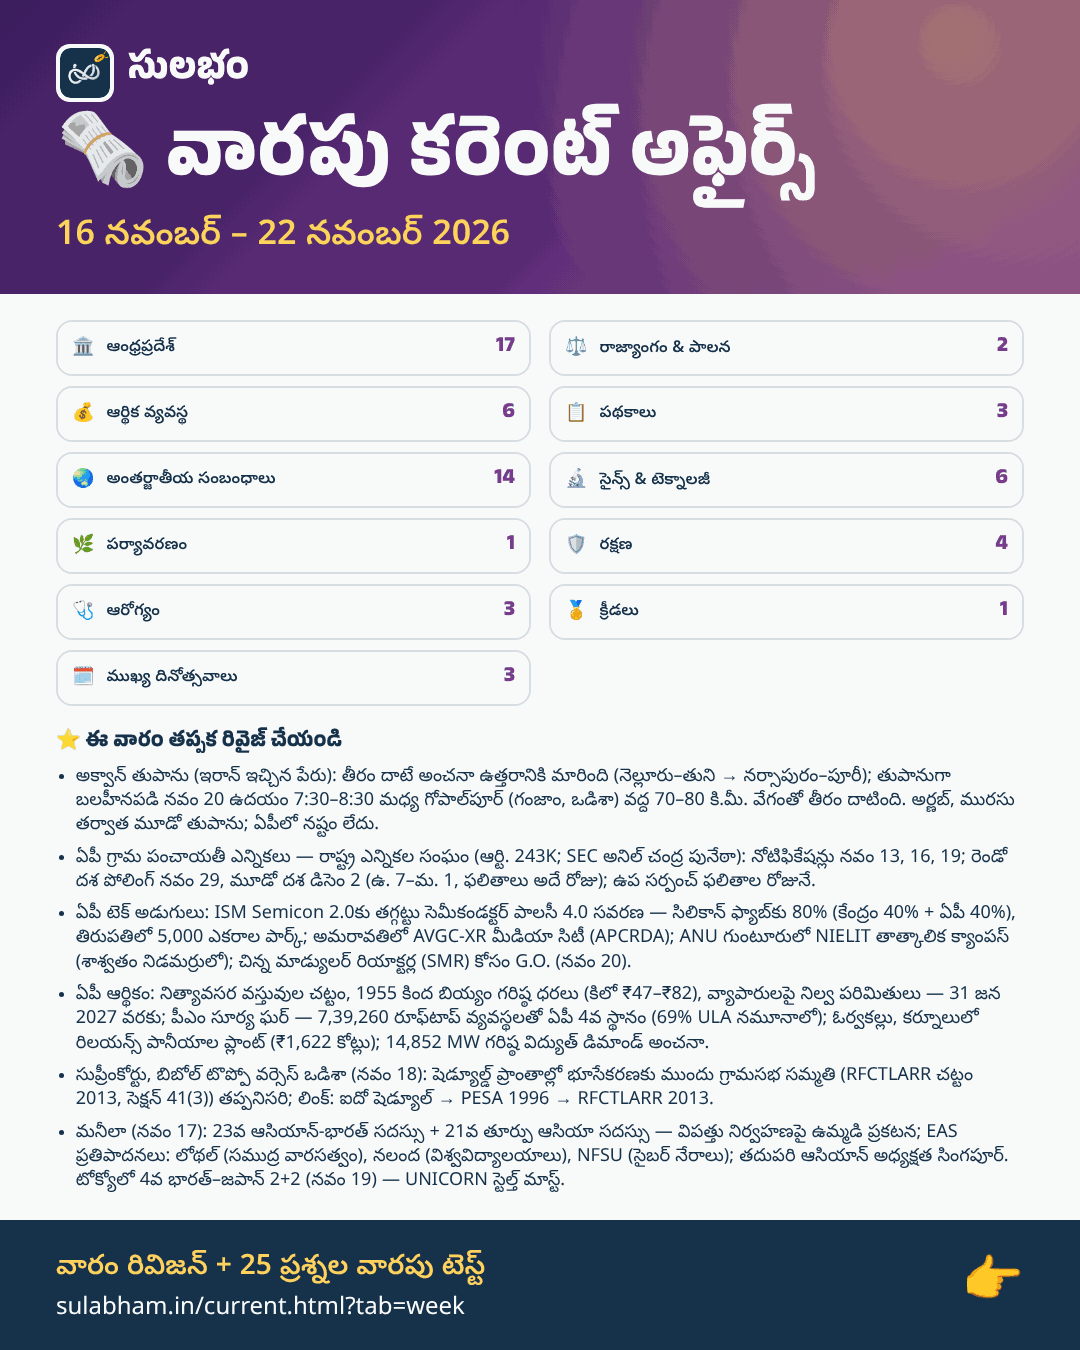 సులభం
వారపు కరెంట్ అఫైర్స్
16 నవంబర్ – 22 నవంబర్ 2026
ఆంధ్రప్రదేశ్ 17
రాజ్యాంగం & పాలన 2
ఆర్థిక వ్యవస్థ 6
పథకాలు 3
అంతర్జాతీయ సంబంధాలు 14
సైన్స్ & టెక్నాలజీ 6
పర్యావరణం 1
రక్షణ 4
ఆరోగ్యం 3
క్రీడలు 1
ముఖ్య దినోత్సవాలు 3
ఈ వారం తప్పక రివైజ్ చేయండి
• అక్వాన్ తుపాను (ఇరాన్ ఇచ్చిన పేరు): తీరం దాటే అంచనా ఉత్తరానికి మారింది (నెల్లూరు–తుని → నర్సాపురం–పూరీ); తుపానుగా
బలహీనపడి నవం 20 ఉదయం 7:30–8:30 మధ్య గోపాల్‌పూర్ (గంజాం, ఒడిశా) వద్ద 70–80 కి.మీ. వేగంతో తీరం దాటింది. అర్ణబ్, మురసు
తర్వాత మూడో తుపాను; ఏపీలో నష్టం లేదు.
• ఏపీ గ్రామ పంచాయతీ ఎన్నికలు — రాష్ట్ర ఎన్నికల సంఘం (ఆర్టి. 243K; SEC అనిల్ చంద్ర పునేఠా): నోటిఫికేషన్లు నవం 13, 16, 19; రెండో
దశ పోలింగ్ నవం 29, మూడో దశ డిసెం 2 (ఉ. 7–మ. 1, ఫలితాలు అదే రోజు); ఉప సర్పంచ్ ఫలితాల రోజునే.
• ఏపీ టెక్ అడుగులు: ISM Semicon 2.0కు తగ్గట్టు సెమీకండక్టర్ పాలసీ 4.0 సవరణ — సిలికాన్ ఫ్యాబ్‌కు 80% (కేంద్రం 40% + ఏపీ 40%),
తిరుపతిలో 5,000 ఎకరాల పార్క్; అమరావతిలో AVGC-XR మీడియా సిటీ (APCRDA); ANU గుంటూరులో NIELIT తాత్కాలిక క్యాంపస్
(శాశ్వతం నిడమర్రులో); చిన్న మాడ్యులర్ రియాక్టర్ల (SMR) కోసం G.O. (నవం 20).
• ఏపీ ఆర్థికం: నిత్యావసర వస్తువుల చట్టం, 1955 కింద బియ్యం గరిష్ఠ ధరలు (కిలో ₹47–₹82), వ్యాపారులపై నిల్వ పరిమితులు — 31 జన
2027 వరకు; పీఎం సూర్య ఘర్ — 7,39,260 రూఫ్‌టాప్ వ్యవస్థలతో ఏపీ 4వ స్థానం (69% ULA నమూనాలో); ఓర్వకల్లు, కర్నూలులో
రిలయన్స్ పానీయాల ప్లాంట్ (₹1,622 కోట్లు); 14,852 MW గరిష్ఠ విద్యుత్ డిమాండ్ అంచనా.
• సుప్రీంకోర్టు, బిబోల్ టొప్పో వర్సెస్ ఒడిశా (నవం 18): షెడ్యూల్డ్ ప్రాంతాల్లో భూసేకరణకు ముందు గ్రామసభ సమ్మతి (RFCTLARR చట్టం
2013, సెక్షన్ 41(3)) తప్పనిసరి; లింక్: ఐదో షెడ్యూల్ → PESA 1996 → RFCTLARR 2013.
• మనీలా (నవం 17): 23వ ఆసియాన్-భారత్ సదస్సు + 21వ తూర్పు ఆసియా సదస్సు — విపత్తు నిర్వహణపై ఉమ్మడి ప్రకటన; EAS
ప్రతిపాదనలు: లోథల్ (సముద్ర వారసత్వం), నలంద (విశ్వవిద్యాలయాలు), NFSU (సైబర్ నేరాలు); తదుపరి ఆసియాన్ అధ్యక్షత సింగపూర్.
టోక్యోలో 4వ భారత్–జపాన్ 2+2 (నవం 19) — UNICORN స్టెల్త్ మాస్ట్.
వారం రివిజన్ + 25 ప్రశ్నల వారపు టెస్ట్
sulabham.in/current.html?tab=week